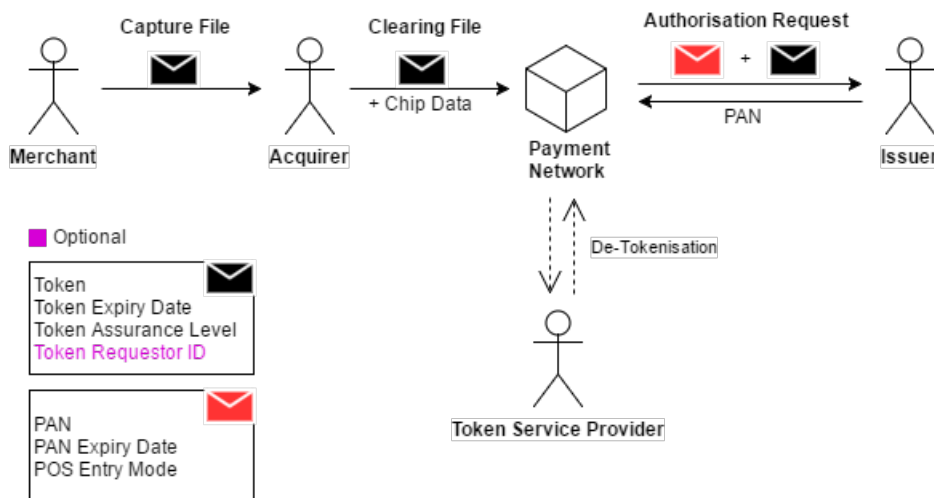 Capture File
Clearing File
Authorisation Request
+
+ Chip Data
PAN
Merchant
Acquirer
Payment
Network
Issuer
De-Tokenisation
Optional
Token
Token Expiry Date
Token Assurance Level
Token Requestor ID
PAN
PAN Expiry Date
POS Entry Mode
Token Service Provider